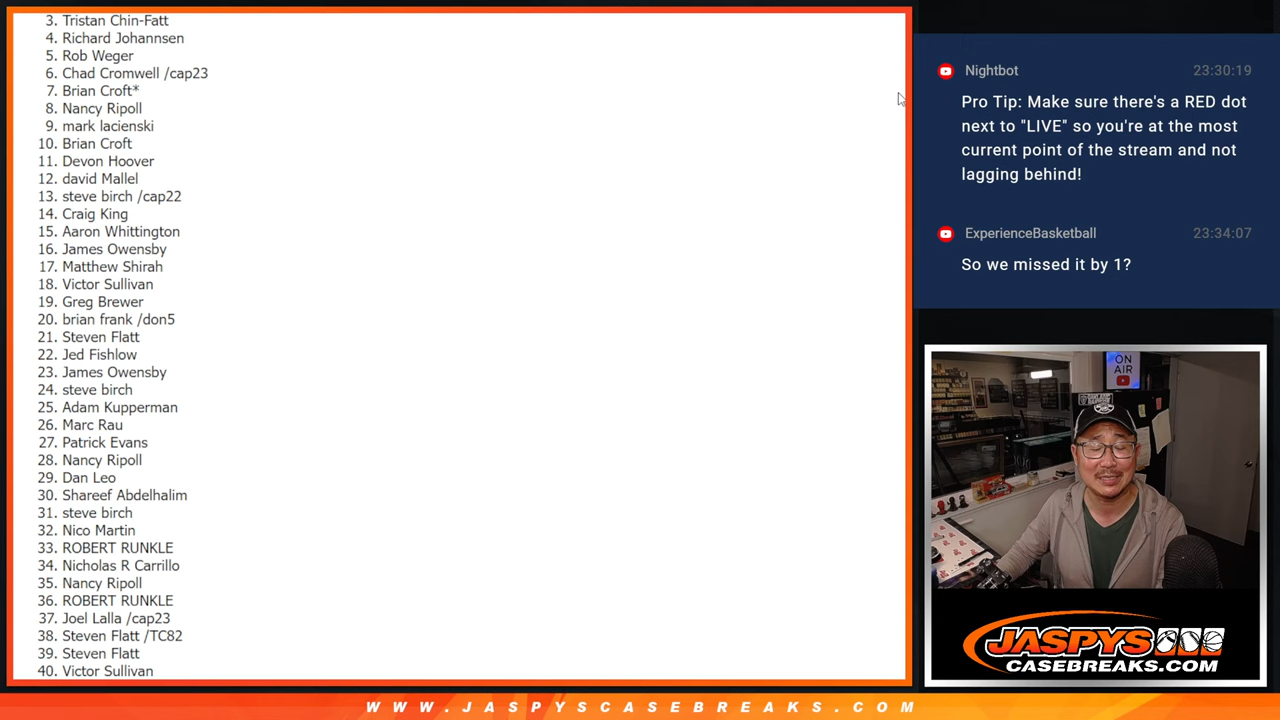 3. Tristan Chin-Fatt
4. Richard Johannsen
5. Rob Weger
6. Chad Cromwell /cap23
7. Brian Croft*
8. Nancy Ripoll
9. mark lacienski
10. Brian Croft
11. Devon Hoover
12. david Mallel
13. steve birch /cap22
14. Craig King
15. Aaron Whittington
16. James Owensby
17. Matthew Shirah
18. Victor Sullivan
19. Greg Brewer
20. brian frank /don5
21. Steven Flatt
22. Jed Fishlow
23. James Owensby
24. steve birch
25. Adam Kupperman
26. Marc Rau
27. Patrick Evans
28. Nancy Ripoll
29. Dan Leo
30. Shareef Abdelhalim
31. steve birch
32. Nico Martin
33. ROBERT RUNKLE
34. Nicholas R Carrillo
35. Nancy Ripoll
36. ROBERT RUNKLE
37. Joel Lalla /cap23
38. Steven Flatt /TC82
39. Steven Flatt
40. Victor Sullivan
Nightbot 23:30:19
Pro Tip: Make sure there's a RED dot
next to "LIVE" so you're at the most
current point of the stream and not
lagging behind!
ExperienceBasketball 23:34:07
So we missed it by 1?
ON
AIR
JASPYS
CASEBREAKS.COM
WWW.JASPYSCASEBREAKS.COM